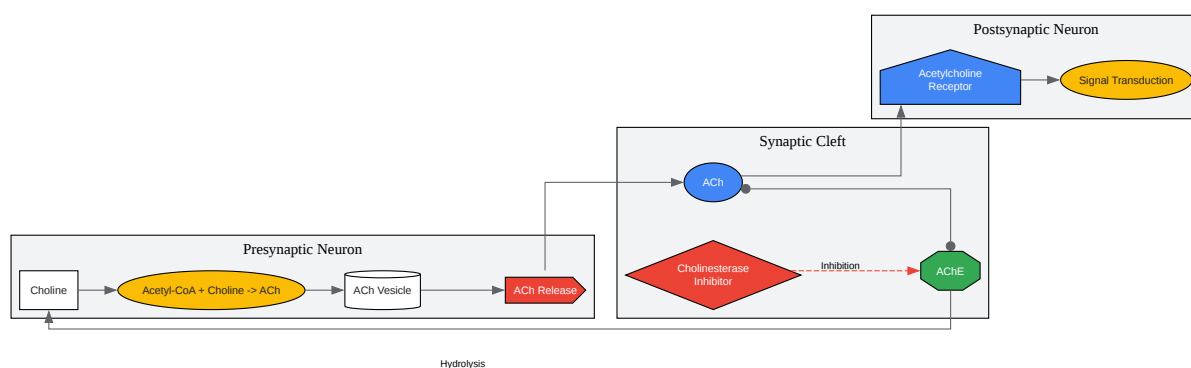 Postsynaptic Neuron
Acetylcholine
Receptor
Signal Transduction
Synaptic Cleft
ACh
Presynaptic Neuron
Cholinesterase
Inhibitor
Inhibition
AChE
Choline
Acetyl-CoA + Choline -> ACh
ACh Vesicle
ACh Release
Hydrolysis